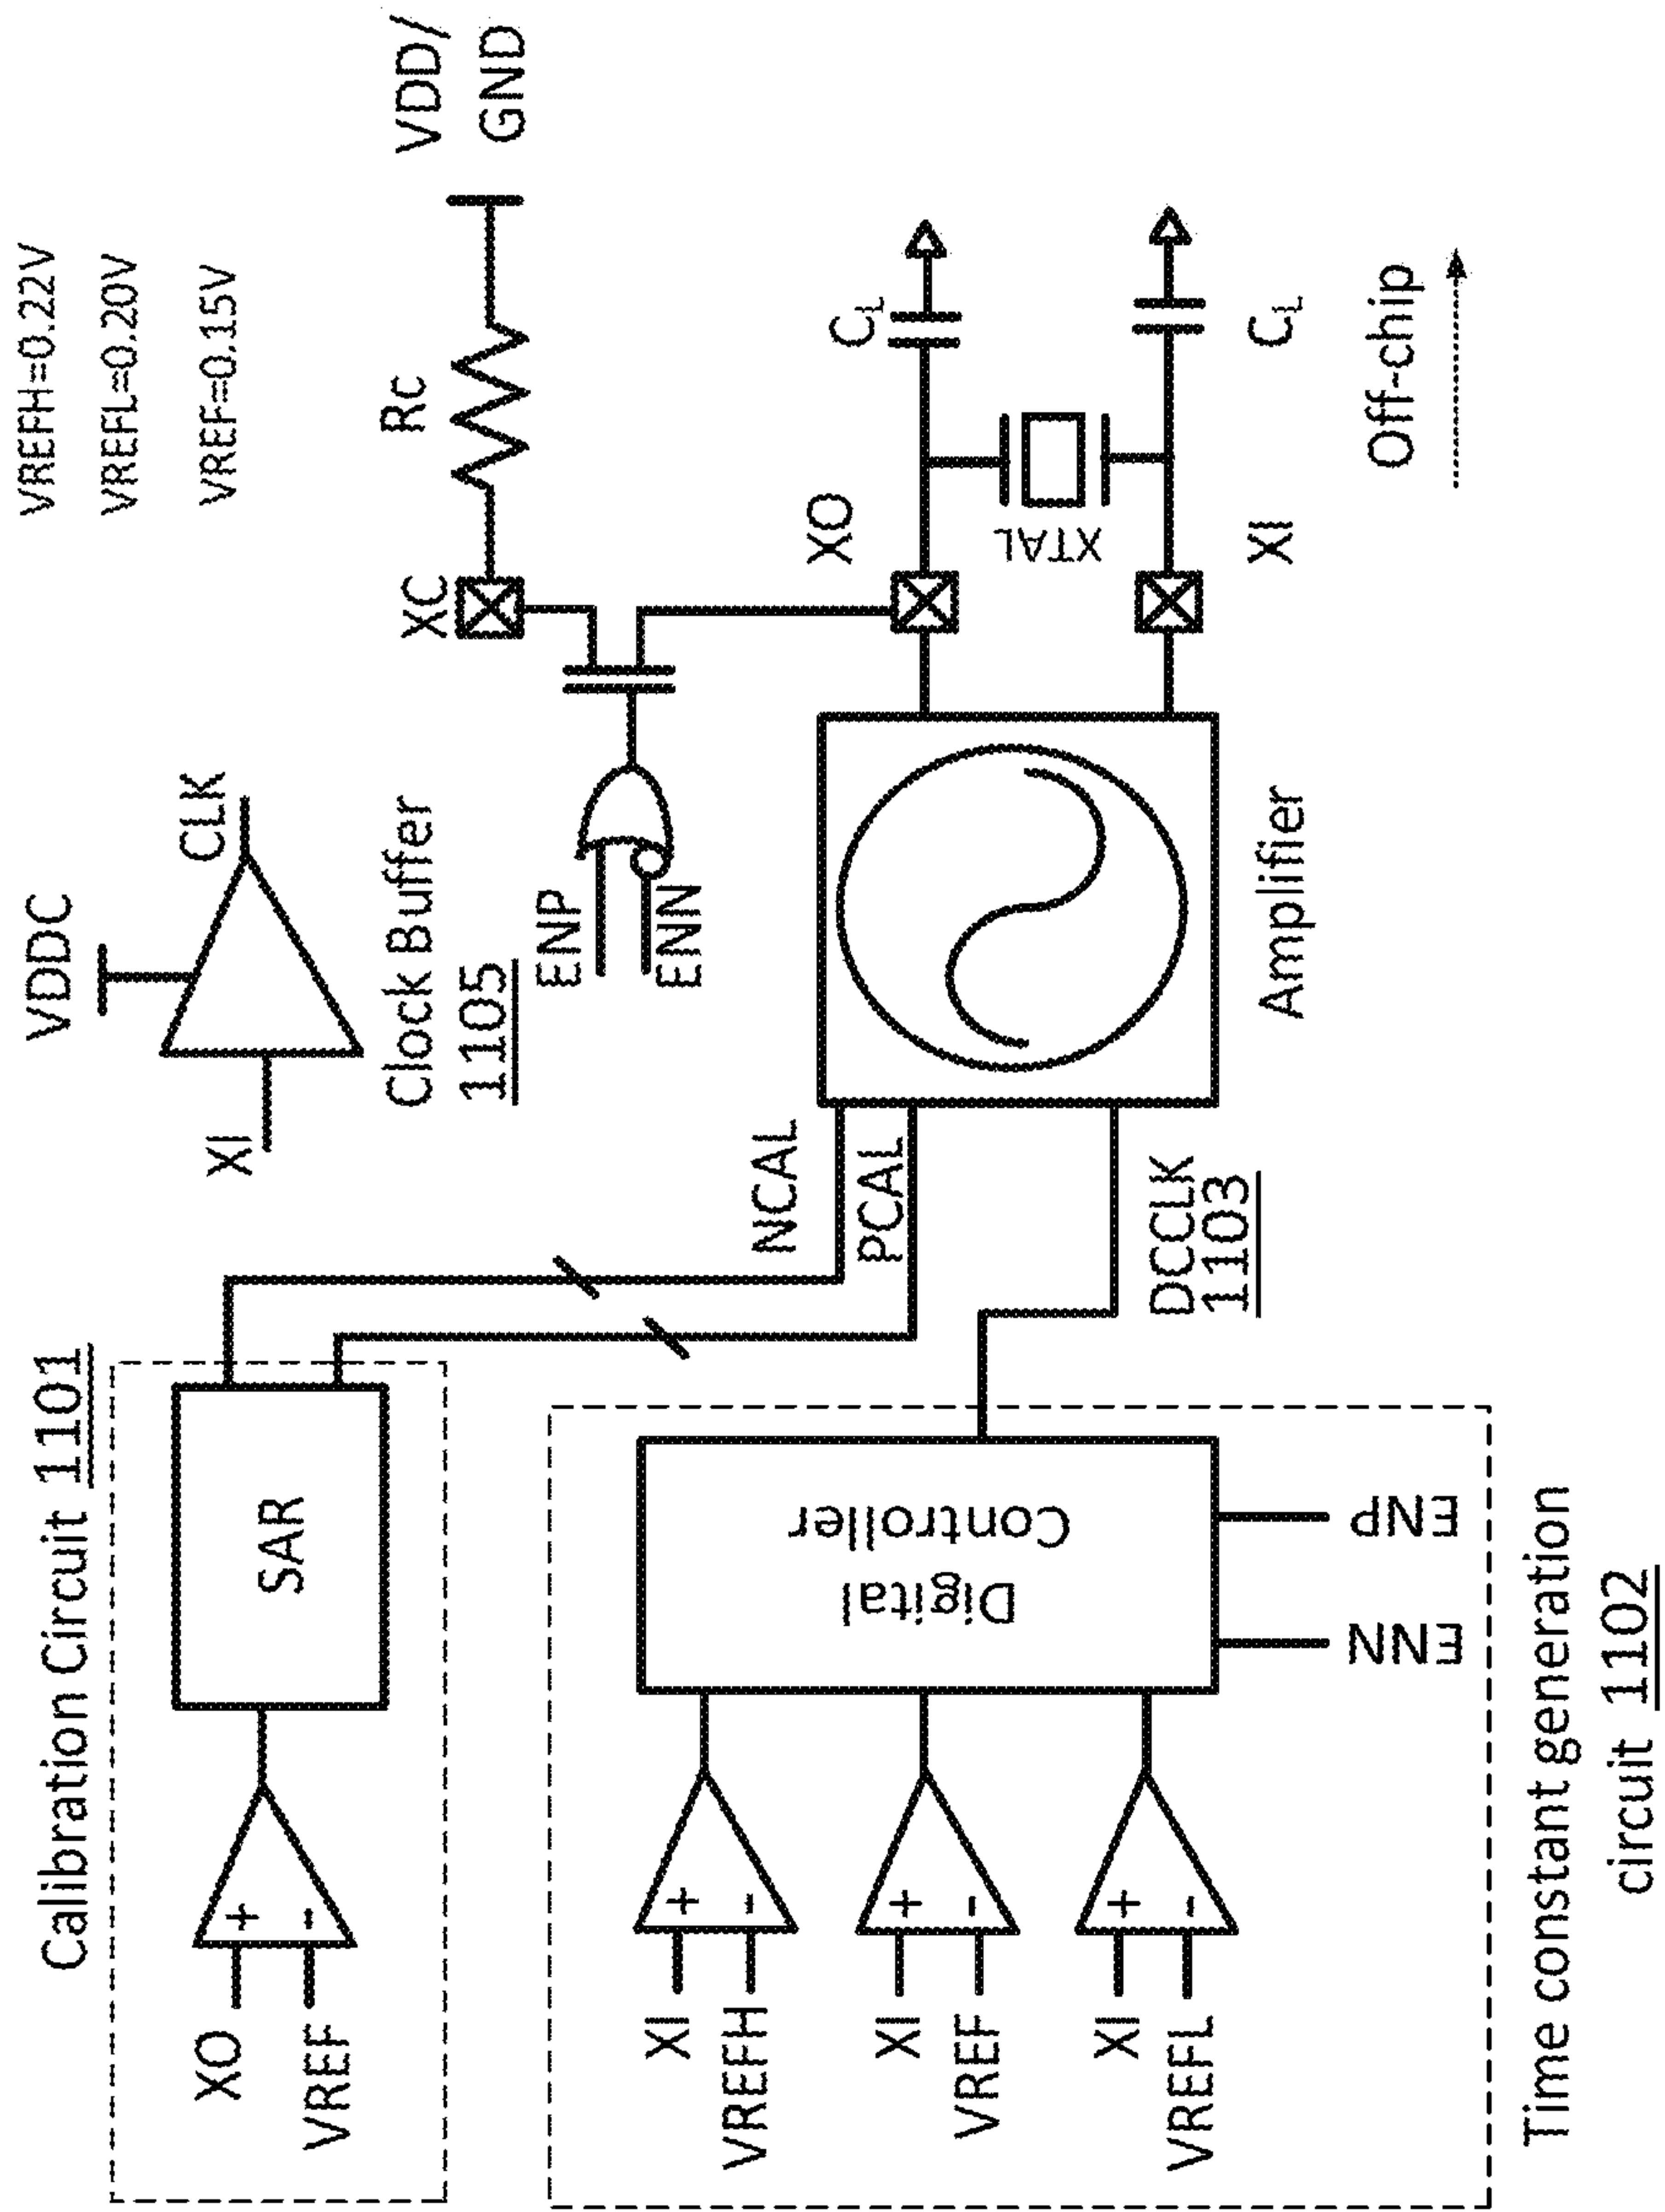 Calibration Circuit 1101
XO
VREF
+
-
SAR
VDDC
XI
CLK
Clock Buffer
1105
VREFH=0.22V
VREFL=0.20V
VREF=0.15V
NCAL
PCAL
ENP
ENN
XC
Rc
VDD/
GND
XI
VREFH
+
-
XI
VREF
+
-
XI
VREFL
+
-
Digital
Controller
ENN
ENP
DCCLK
1103
Amplifier
XO
XI
XTAL
CL
CL
Off-chip
Time constant generation
circuit 1102